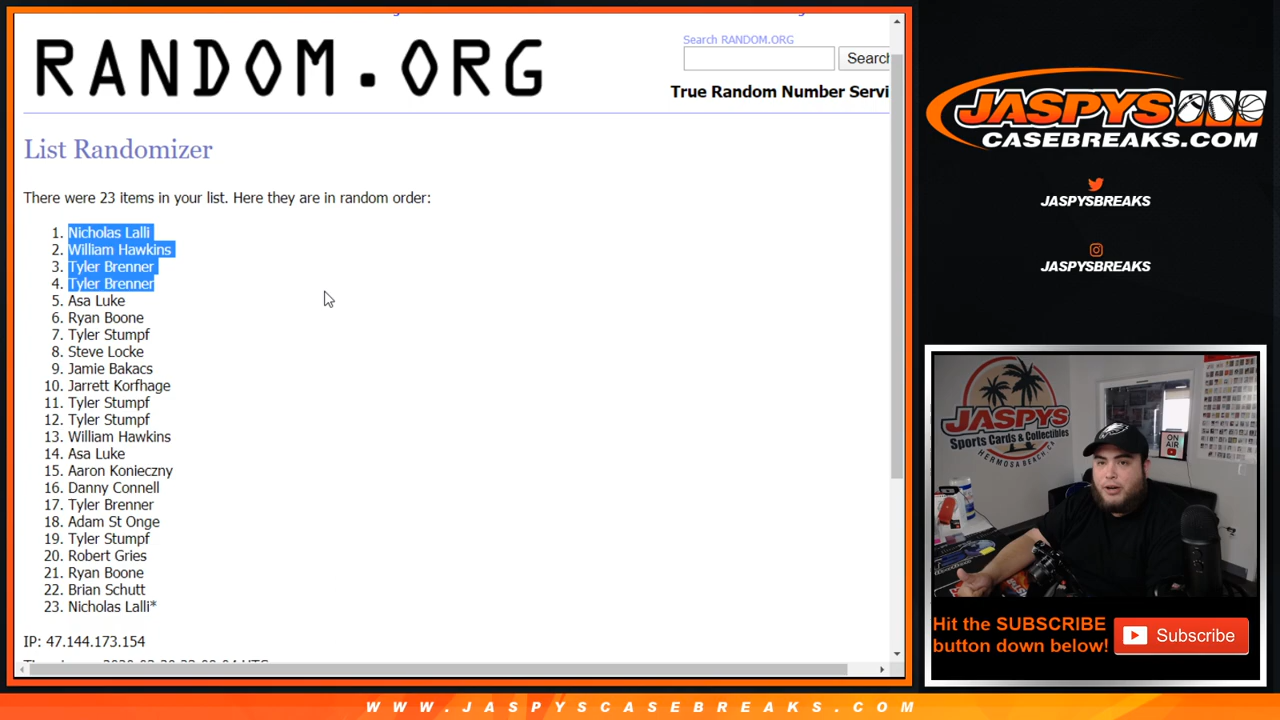 RANDOM.ORG
Search RANDOM.ORG
Search
True Random Number Servi
List Randomizer
There were 23 items in your list. Here they are in random order:
1. Nicholas Lalli
2. William Hawkins
3. Tyler Brenner
4. Tyler Brenner
5. Asa Luke
6. Ryan Boone
7. Tyler Stumpf
8. Steve Locke
9. Jamie Bakacs
10. Jarrett Korfhage
11. Tyler Stumpf
12. Tyler Stumpf
13. William Hawkins
14. Asa Luke
15. Aaron Konieczny
16. Danny Connell
17. Tyler Brenner
18. Adam St Onge
19. Tyler Stumpf
20. Robert Gries
21. Ryan Boone
22. Brian Schutt
23. Nicholas Lalli*
IP: 47.144.173.154
JASPYS
CASEBREAKS.COM
JASPYSBREAKS
JASPYSBREAKS
JASPYS
Sports Cards & Collectibles
HERMOSA BEACH, CA
ON
AIR
Hit the SUBSCRIBE
button down below!
Subscribe
WWW.JASPYSCASEBREAKS.COM